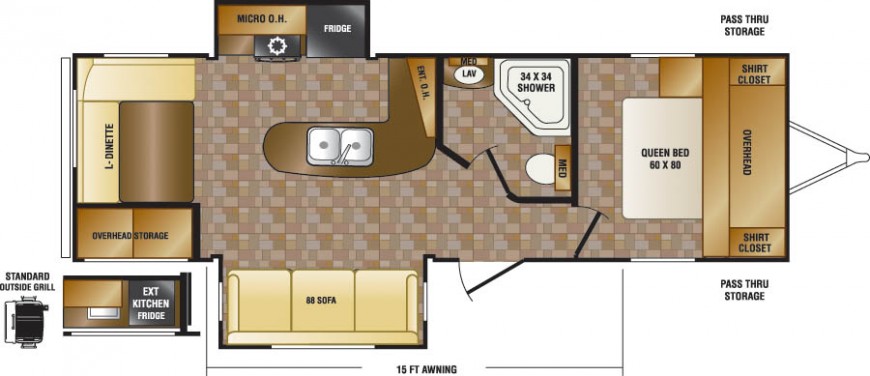 MICRO O.H.
FRIDGE
PASS THRU
STORAGE
ENT. O.H.
MED
LAV
34 X 34
SHOWER
SHIRT
CLOSET
L- DINETTE
QUEEN BED
60 X 80
OVERHEAD
MED
OVERHEAD STORAGE
SHIRT
CLOSET
STANDARD
OUTSIDE GRILL
EXT
KITCHEN
FRIDGE
68 SOFA
PASS THRU
STORAGE
15 FT AWNING